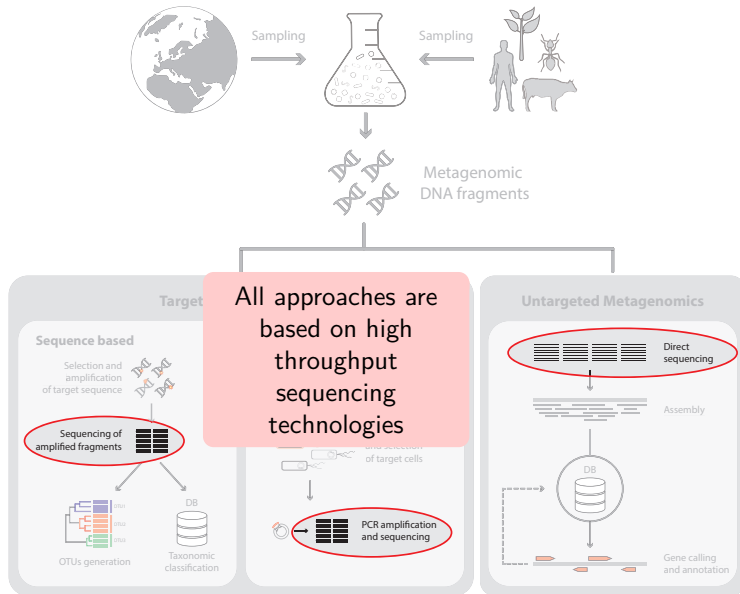 Sampling
Sampling
Metagenomic
DNA fragments
Target
Untargeted Metagenomics
All approaches are
based on high
throughput
sequencing
technologies
Sequence based
Selection and
amplification
of target sequence
Sequencing of
amplified fragments
DB
OTUs generation
Taxonomic
classification
and selection
of target cells
PCR amplification
and sequencing
Direct
sequencing
Assembly
DB
Gene calling
and annotation